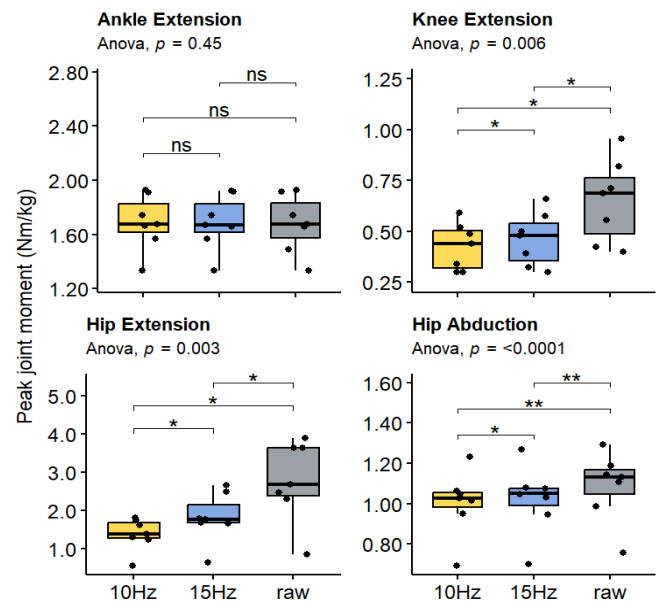 Ankle Extension
Anova, p = 0.45
2.80
2.40
2.00
1.60
1.20
ns
ns
ns
Knee Extension
Anova, p = 0.006
1.25
1.00
0.75
0.50
0.25
*
*
*
Peak joint moment (Nm/kg)
Hip Extension
Anova, p = 0.003
5.0
4.0
3.0
2.0
1.0
*
*
*
10Hz 15Hz raw
Hip Abduction
Anova, p = <0.0001
1.60
1.40
1.20
1.00
0.80
**
**
*
10Hz 15Hz raw